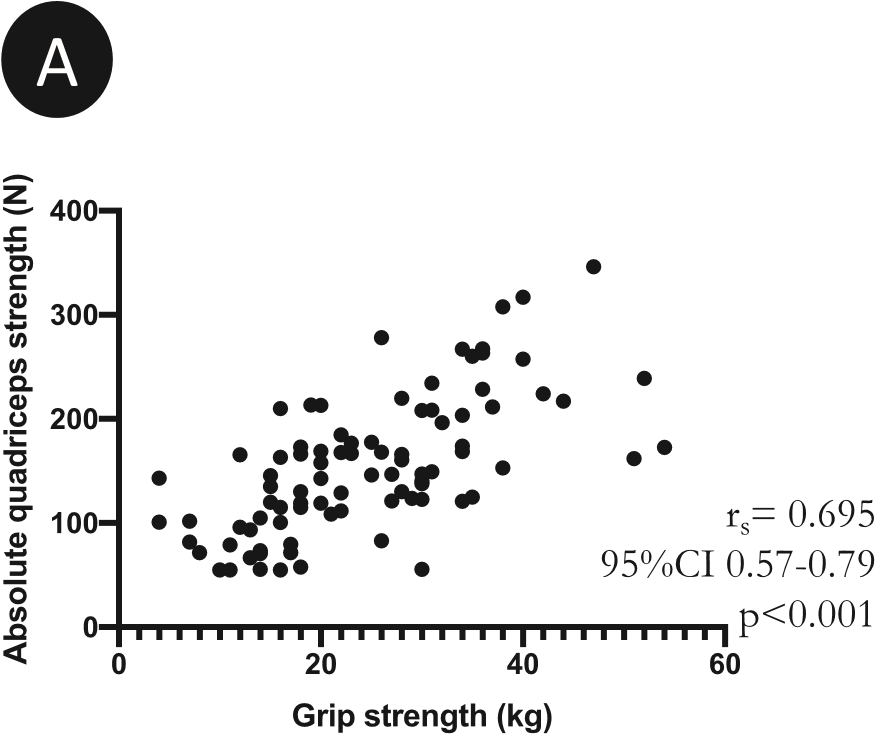 A
Absolute quadriceps strength (N)
400
300
200
100
0
0 20 40 60
Grip strength (kg)
rs= 0.695
95%CI 0.57-0.79
p<0.001